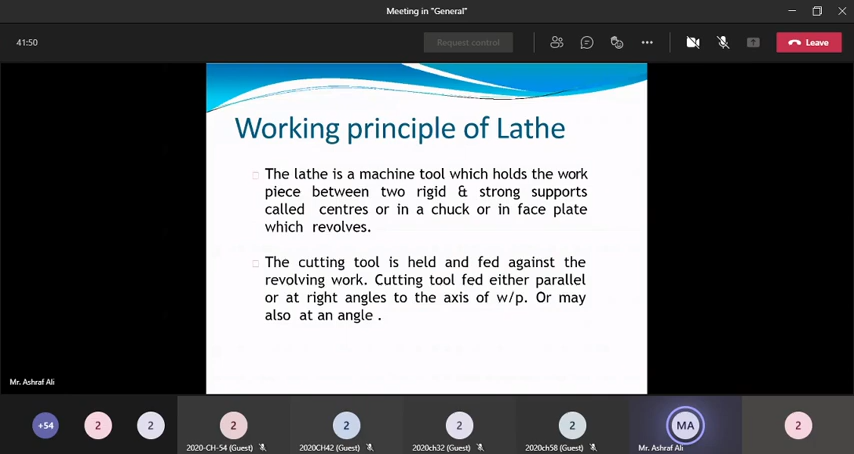 Meeting in "General"
41:50
Request control
Leave
Working principle of Lathe
The lathe is a machine tool which holds the work
piece between two rigid & strong supports
called centres or in a chuck or in face plate
which revolves.
The cutting tool is held and fed against the
revolving work. Cutting tool fed either parallel
or at right angles to the axis of w/p. Or may
also at an angle .
Mr. Ashraf Ali
+54
2
2
2
2
2
2
MA
2
2020-CH-54 (Guest)
2020CH42 (Guest)
2020ch32 (Guest)
2020ch58 (Guest)
Mr. Ashraf Ali